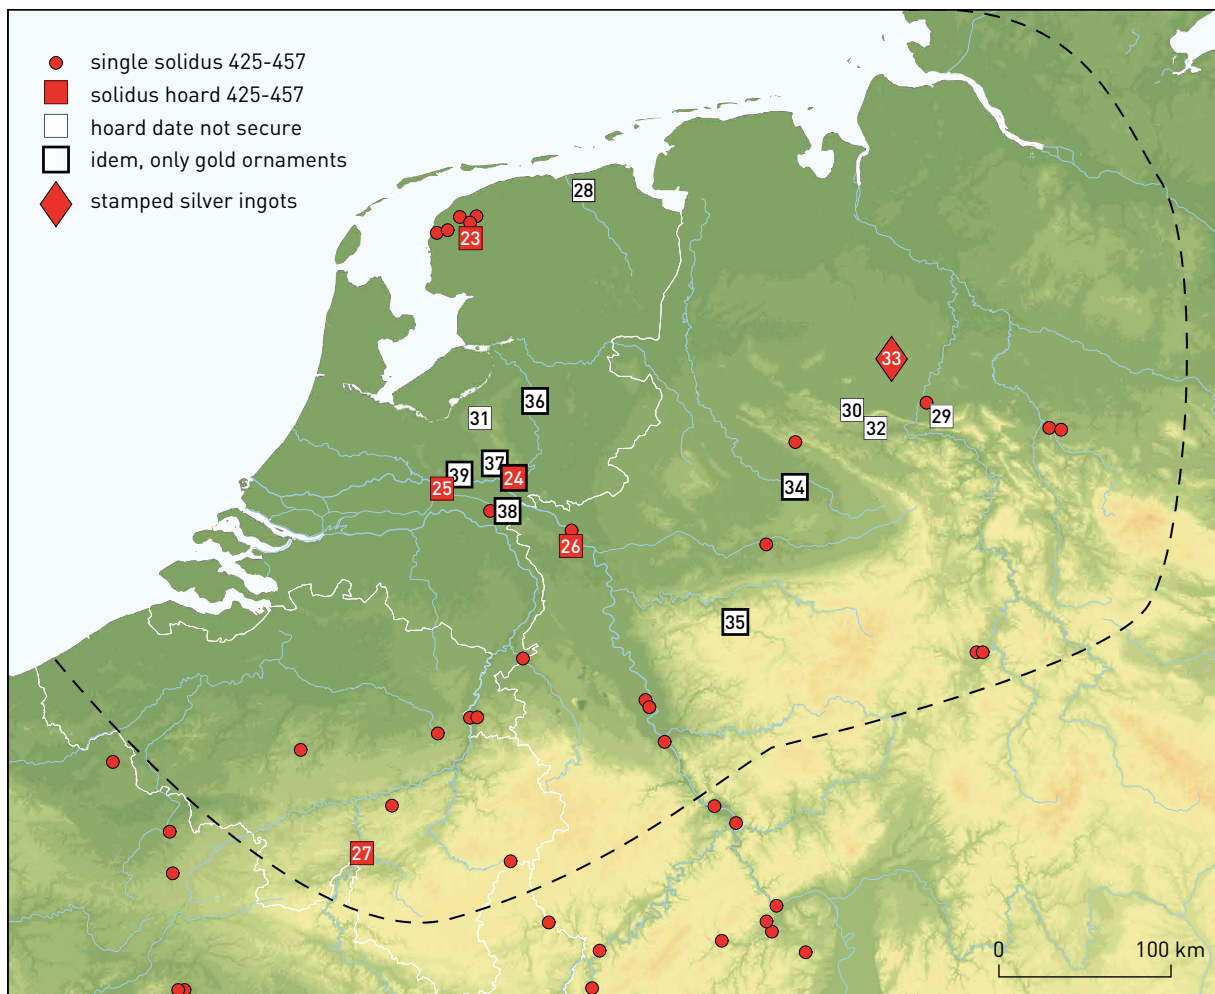 single solidus 425-457
solidus hoard 425-457
hoard date not secure
idem, only gold ornaments
stamped silver ingots
28
23
33
36
30
31
29
32
37
39
24
25
34
38
26
35
27
0 100 km